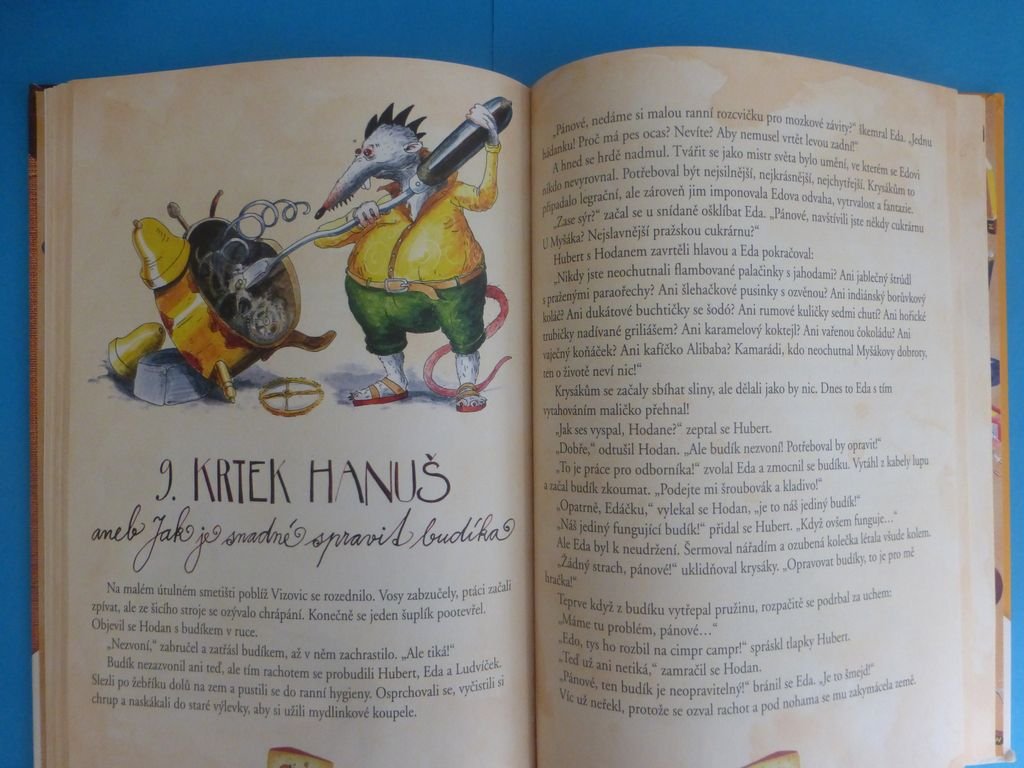 9. KRTEK HANUŠ
aneb Jak je snadné spravit budíka
Na malém útulném smetišti poblíž Vizovic se rozednilo. Vosy zabzučely, ptáci začali
zpívat, ale ze šicího stroje se ozývalo chrápání. Konečně se jeden šuplík pootevřel.
Objevil se Hodan s budíkem v ruce.
„Nezvoní,“ zabručel a zatřásl budíkem, až v něm zachrastilo. „Ale tiká!“
Budík nezazvonil ani teď, ale tím rachotem se probudili Hubert, Eda a Ludvíček.
Slezli po žebříku dolů na zem a pustili se do ranní hygieny. Osprchovali se, vyčistili si
chrup a naskákali do staré výlevky, aby si užili mydlinkové koupele.
„Pánové, nedáme si malou ranní rozcvičku pro mozkové závity?“ škemral Eda. „Jednu
hádanku! Proč má pes ocas? Nevíte? Aby nemusel vrtět levou zadní!“
A hned se hrdě nadmul. Tvářit se jako mistr světa bylo umění, ve kterém se Edovi
nikdo nevyrovnal. Potřeboval být nejsilnější, nejkrásnější, nejchytřejší. Krysákům to
připadalo legrační, ale zároveň jim imponovala Edova odvaha, vytrvalost a fantazie.
„Zase sýr?“ začal se u snídaně ošklíbat Eda. „Pánové, navštívili jste někdy cukrárnu
U Myšáka? Nejslavnější pražskou cukrárnu?“
Hubert s Hodanem zavrtěli hlavou a Eda pokračoval:
„Nikdy jste neochutnali flambované palačinky s jahodami? Ani jablečný štrúdl
s praženými paraořechy? Ani šlehačkové pusinky s ozvěnou? Ani indiánský borůvkový
koláč? Ani dukátové buchtičky se šodó? Ani rumové kuličky sedmi chutí? Ani hořické
trubičky nadívané griliášem? Ani karamelový koktejl? Ani vařenou čokoládu? Ani
vaječný koňáček? Ani kafíčko Alibaba? Kamarádi, kdo neochutnal Myšákovy dobroty,
ten o životě neví nic!“
Krysákům se začaly sbíhat sliny, ale dělali jako by nic. Dnes to Eda s tím
vytahováním maličko přehnal!
„Jak ses vyspal, Hodane?“ zeptal se Hubert.
„Dobře,“ odtušil Hodan. „Ale budík nezvoní! Potřeboval by opravit!“
„To je práce pro odborníka!“ zvolal Eda a zmocnil se budíku. Vytáhl z kabely lupu
a začal budík zkoumat. „Podejte mi šroubovák a kladivo!“
„Opatrně, Edáčku,“ vylekal se Hodan, „je to náš jediný budík!“
„Náš jediný fungující budík!“ přidal se Hubert. „Když ovšem funguje…“
Ale Eda byl k neudržení. Šermoval nářadím a ozubená kolečka létala všude kolem.
„Žádný strach, pánové!“ uklidňoval krysáky. „Opravovat budíky, to je pro mě
hračka!“
Teprve když z budíku vytřepal pružinu, rozpačitě se podrbal za uchem:
„Máme tu problém, pánové…“
„Edo, tys ho rozbil na cimpr campr!“ spráskl tlapky Hubert.
„Teď už ani netiká,“ zamračil se Hodan.
„Pánové, ten budík je neopravitelný!“ bránil se Eda. „Je to šmejd!“
Víc už neřekl, protože se ozval rachot a pod nohama se mu zakymácela země.